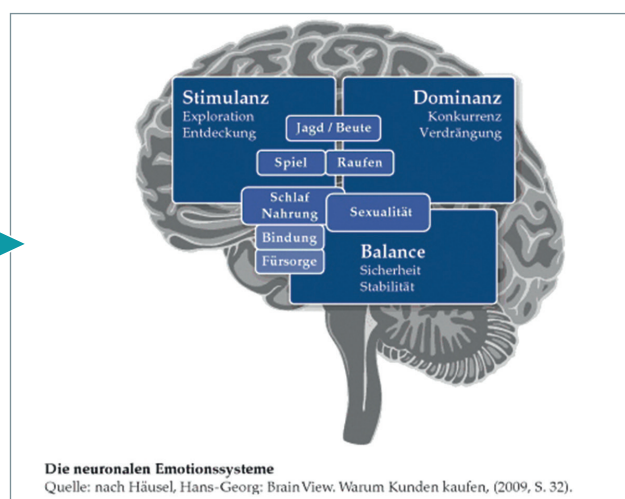 Stimulanz
Exploration
Entdeckung
Dominanz
Konkurrenz
Verdrängung
Jagd / Beute
Spiel
Raufen
Schlaf
Nahrung
Sexualität
Bindung
Fürsorge
Balance
Sicherheit
Stabilität
Die neuronalen Emotionssysteme
Quelle: nach Häusel, Hans-Georg: Brain View. Warum Kunden kaufen, (2009, S. 32).